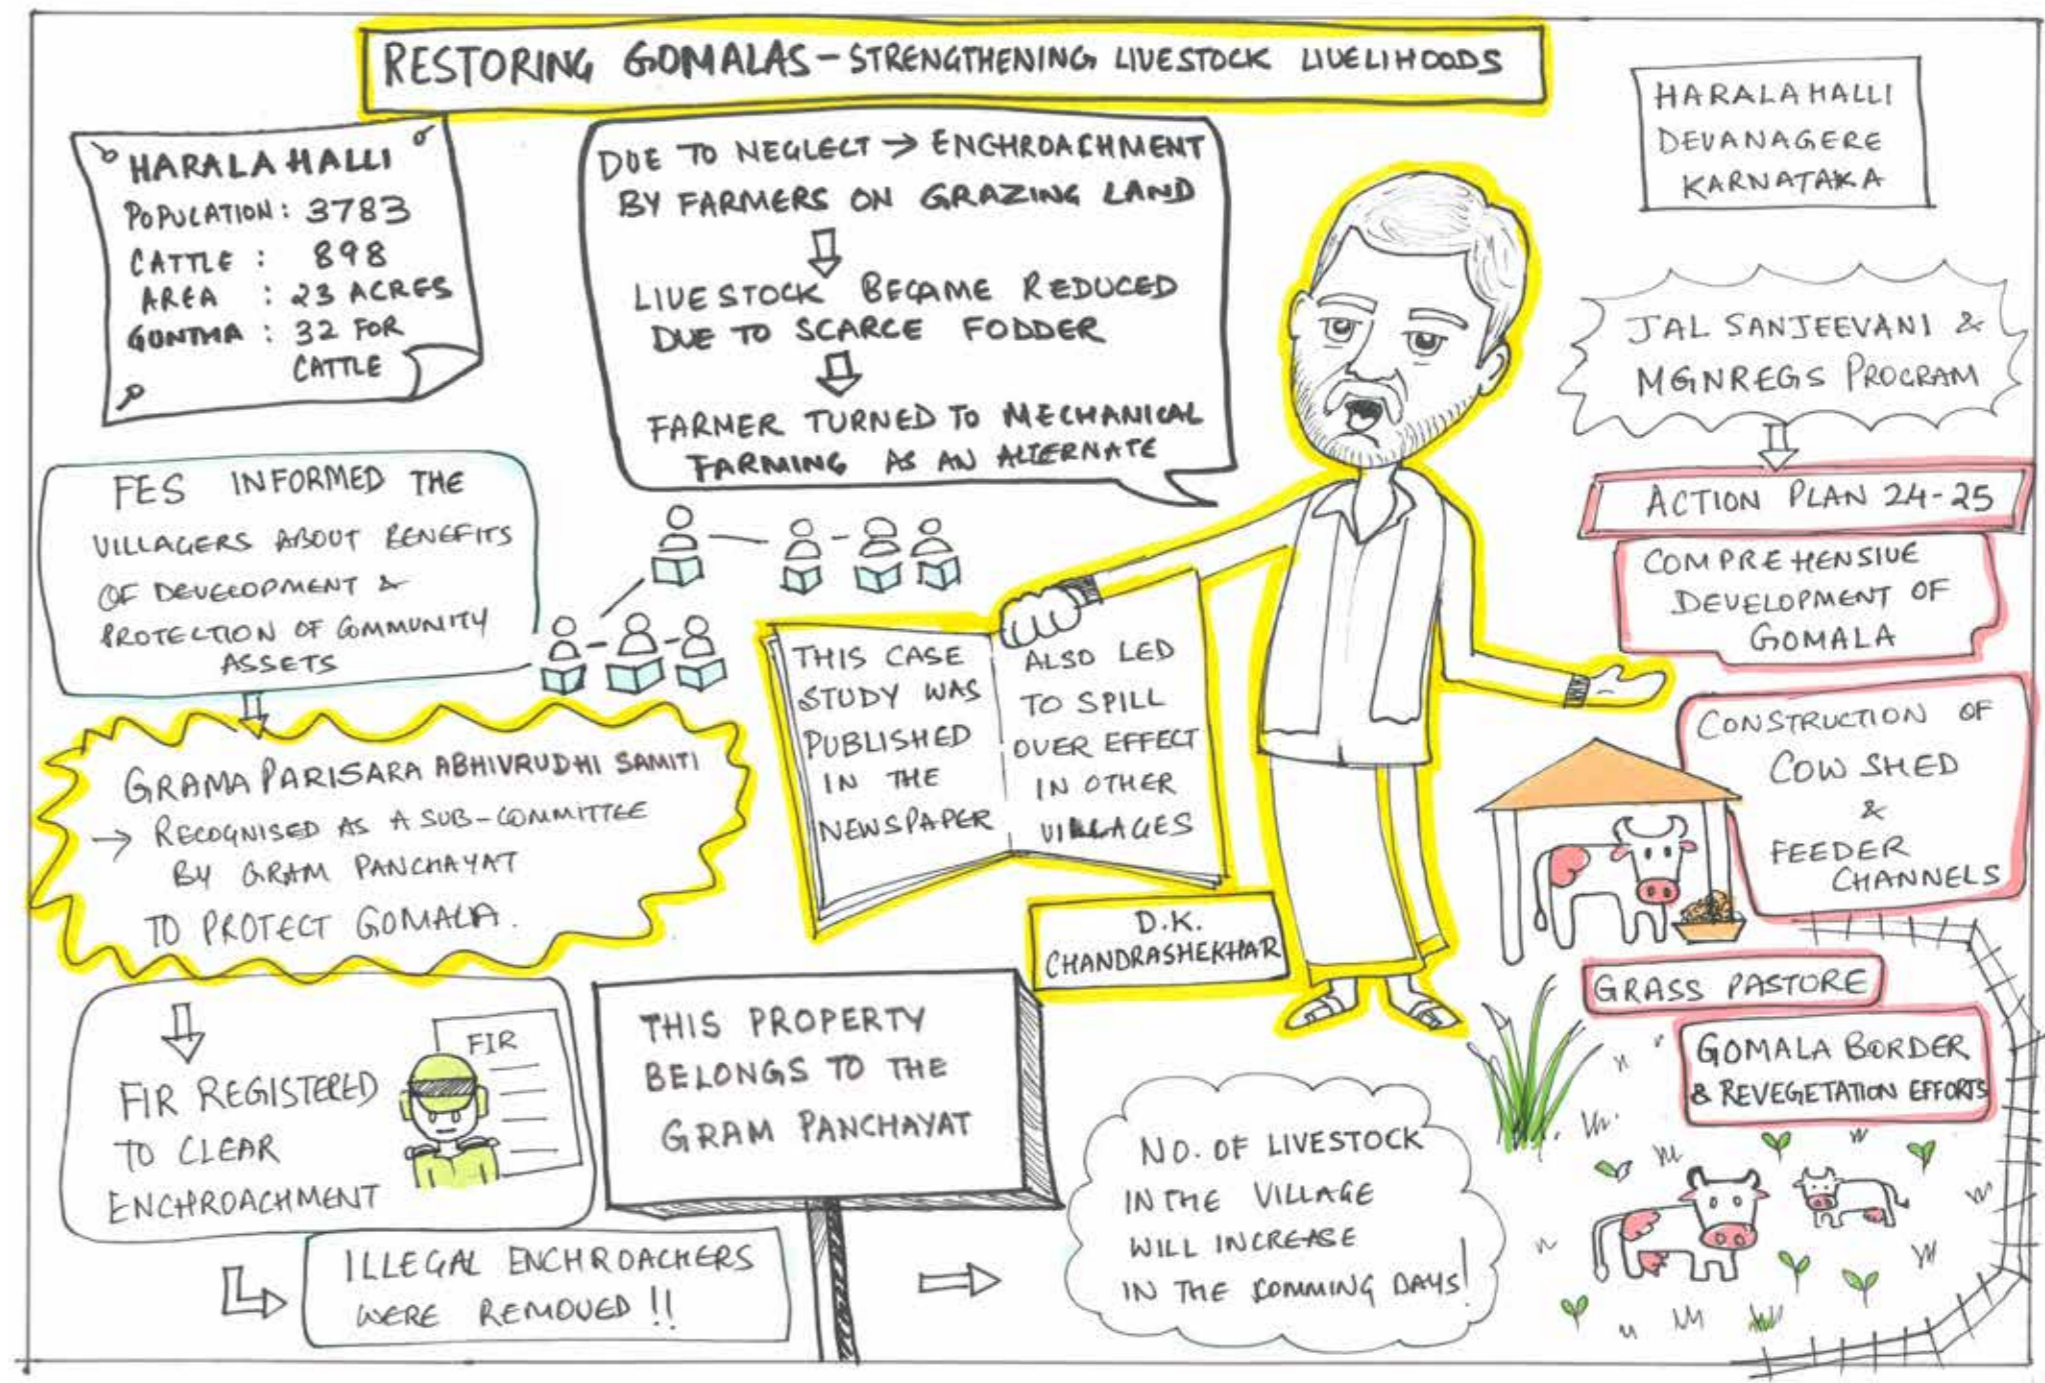 RESTORING GOMALAS - STRENGTHENING LIVESTOCK LIVELIHOODS
HARALAHALLI
DEVANAGERE
KARNATAKA
HARALAHALLI
POPULATION: 3783
CATTLE : 898
AREA : 23 ACRES
GUNTHA : 32 FOR
CATTLE
DUE TO NEGLECT → ENCHROACHMENT
BY FARMERS ON GRAZING LAND
LIVESTOCK BECAME REDUCED
DUE TO SCARCE FODDER
FARMER TURNED TO MECHANICAL
FARMING AS AN ALTERNATE
FES INFORMED THE
VILLAGERS ABOUT BENEFITS
OF DEVELOPMENT &
PROTECTION OF COMMUNITY
ASSETS
GRAMA PARISARA ABHIVRUDHI SAMITI
→ RECOGNISED AS A SUB-COMMITTEE
BY GRAM PANCHAYAT
TO PROTECT GOMALA.
FIR REGISTERED
TO CLEAR
ENCHROACHMENT
FIR
ILLEGAL ENCHROACHERS
WERE REMOVED !!
THIS PROPERTY
BELONGS TO THE
GRAM PANCHAYAT
NO. OF LIVESTOCK
IN THE VILLAGE
WILL INCREASE
IN THE COMMING DAYS!
THIS CASE
STUDY WAS
PUBLISHED
IN THE
NEWSPAPER
ALSO LED
TO SPILL
OVER EFFECT
IN OTHER
VILLAGES
D.K.
CHANDRASHEKHAR
JAL SANJEEVANI &
MGNREGS PROGRAM
ACTION PLAN 24-25
COMPREHENSIVE
DEVELOPMENT OF
GOMALA
CONSTRUCTION OF
COW SHED
&
FEEDER
CHANNELS
GRASS PASTORE
GOMALA BORDER
& REVEGETATION EFFORTS